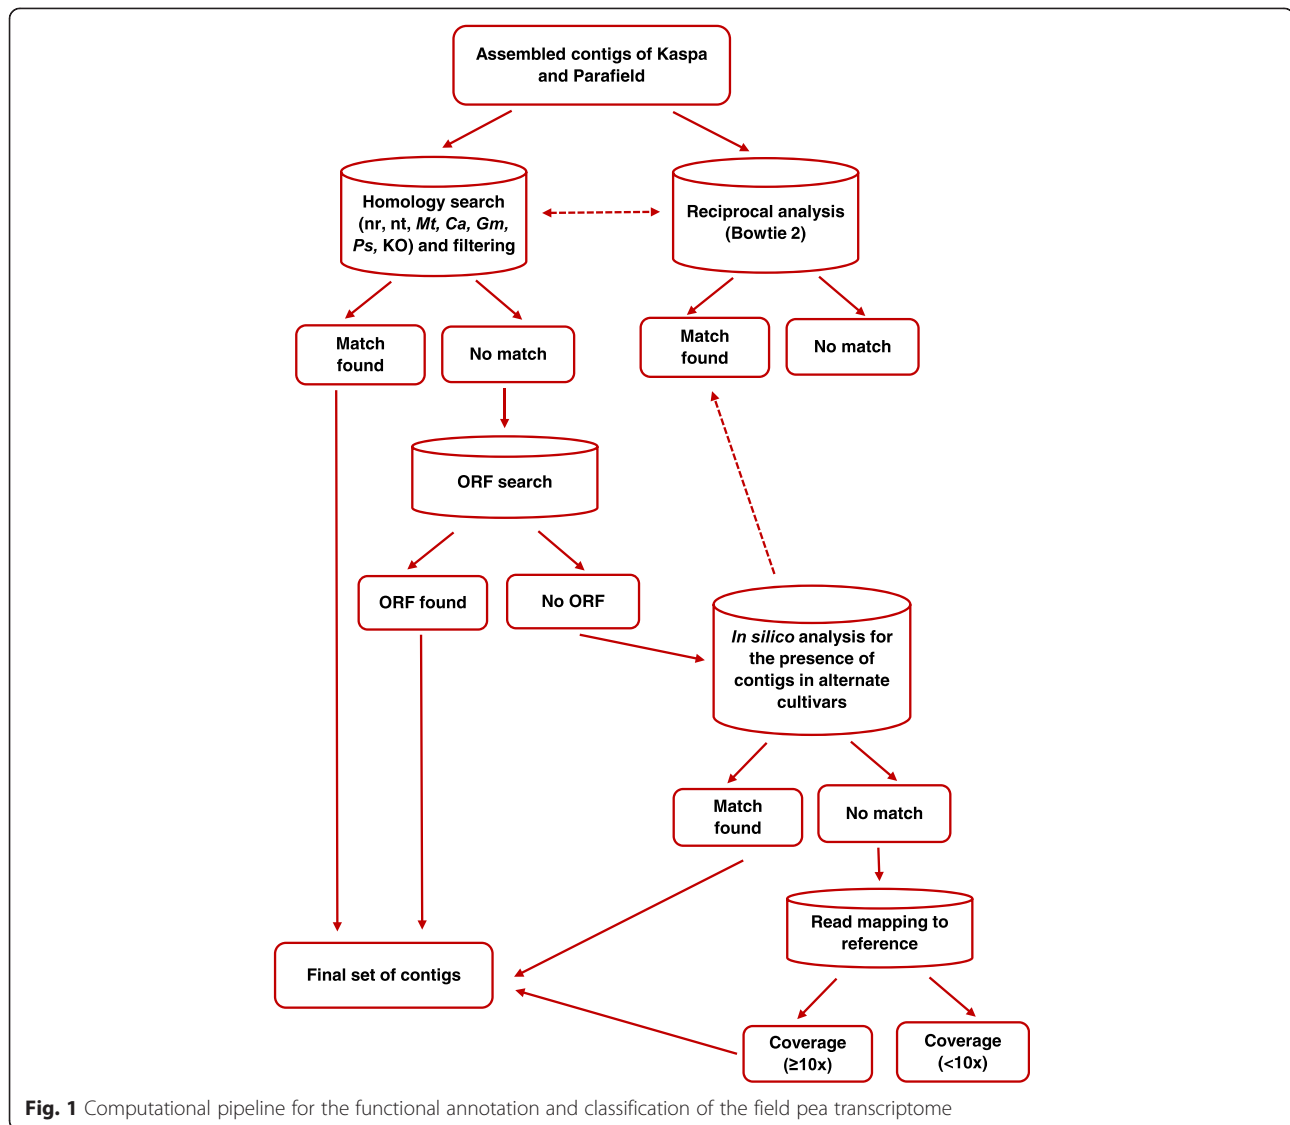 Assembled contigs of Kaspa
and Parafield
Homology search
(nr, nt, Mt, Ca, Gm,
Ps, KO) and filtering
Reciprocal analysis
(Bowtie 2)
Match
found
No match
Match
found
No match
ORF search
ORF found
No ORF
In silico analysis for
the presence of
contigs in alternate
cultivars
Match
found
No match
Read mapping to
reference
Final set of contigs
Coverage
(≥10x)
Coverage
(<10x)
Fig. 1 Computational pipeline for the functional annotation and classification of the field pea transcriptome